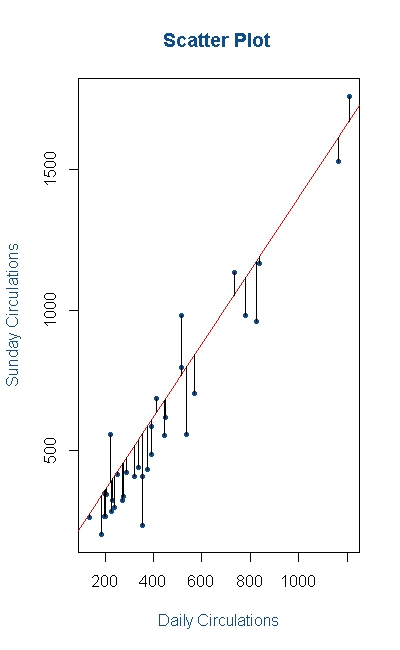 Scatter Plot
Sunday Circulations
1500
1000
500
200 400 600 800 1000
Daily Circulations